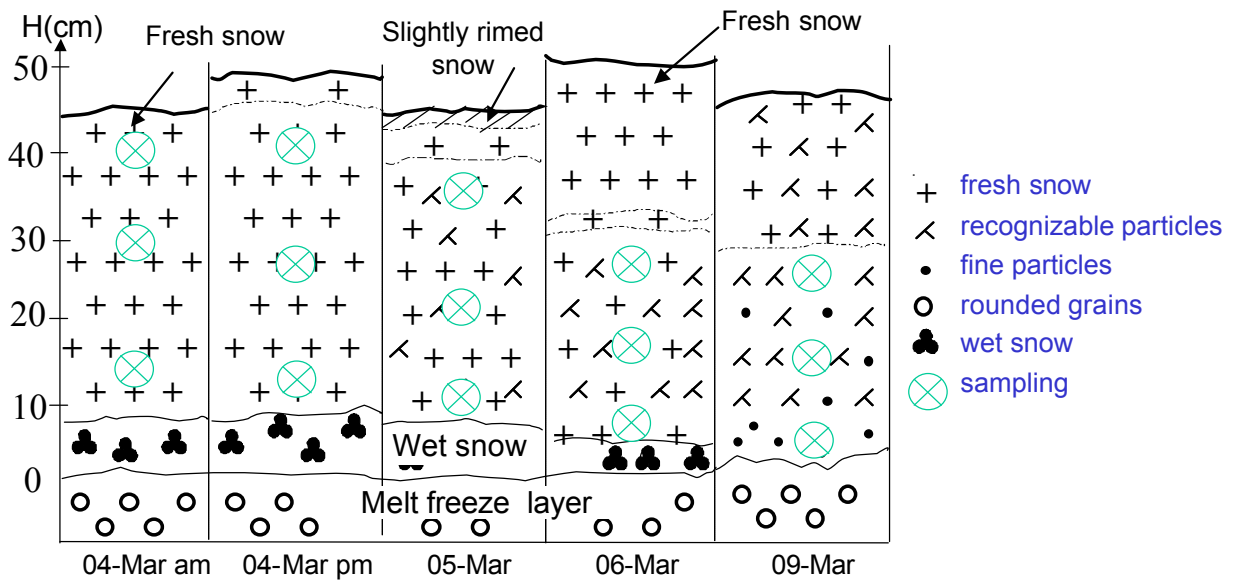 H(cm)
Fresh snow
Slightly rimed
snow
Fresh snow
50
40
30
20
10
0
Wet snow
Melt freeze layer
04-Mar am
04-Mar pm
05-Mar
06-Mar
09-Mar
fresh snow
recognizable particles
fine particles
rounded grains
wet snow
sampling